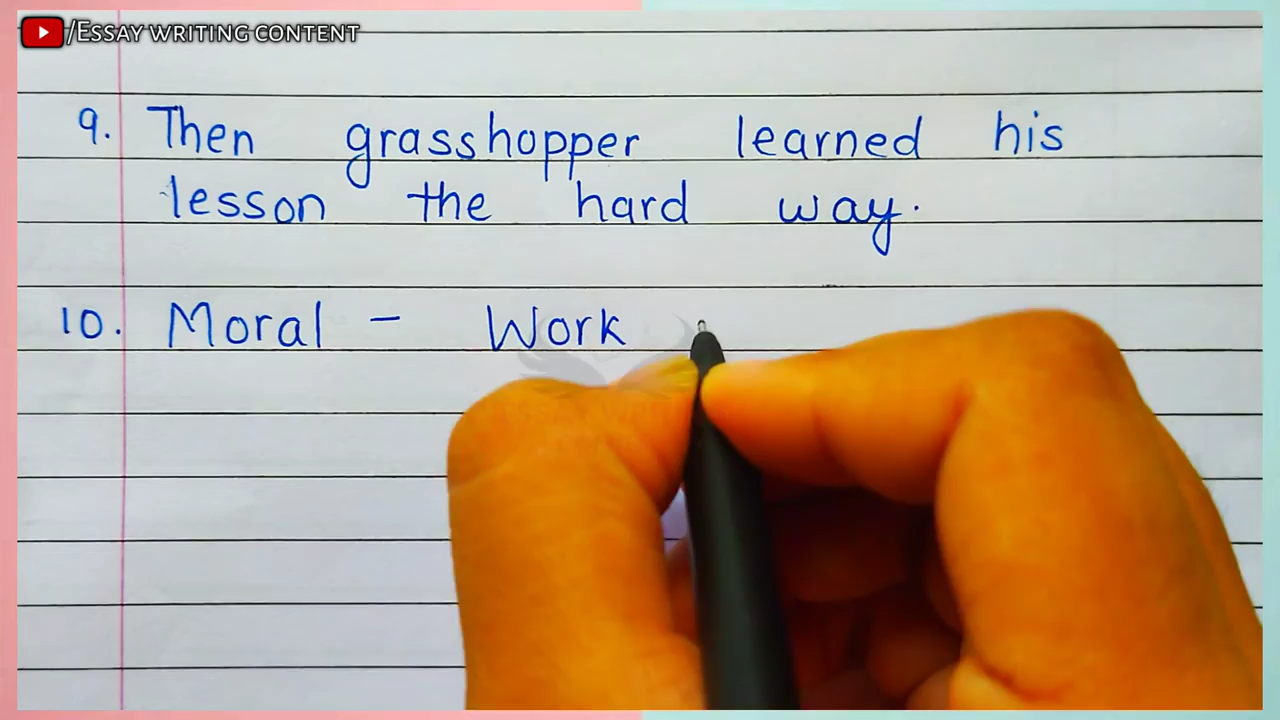 /Essay writing content
9. Then grasshopper learned his
lesson the hard way.
10. Moral - Work